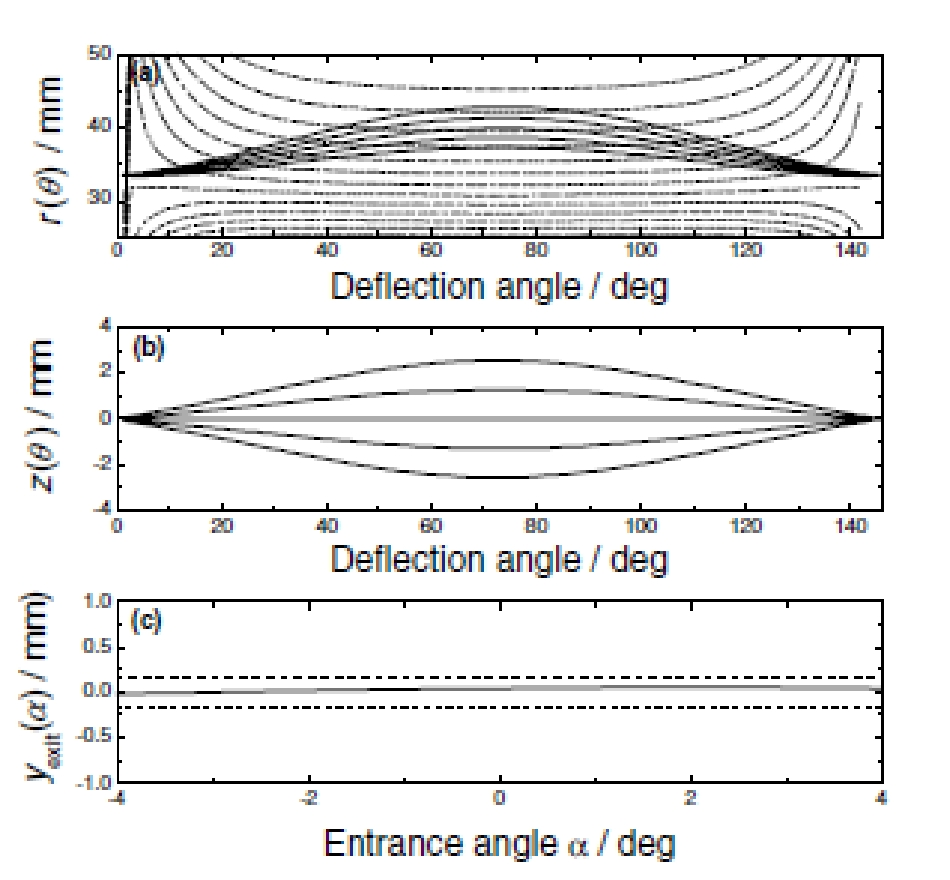 (a)
r(θ) / mm
50
40
30
0 20 40 60 80 100 120 140
Deflection angle / deg
(b)
z(θ) / mm
4
2
0
-2
-4
0 20 40 60 80 100 120 140
Deflection angle / deg
(c)
y_exit(α) / mm)
1.0
0.5
0.0
-0.5
-1.0
-4 -2 0 2 4
Entrance angle α / deg